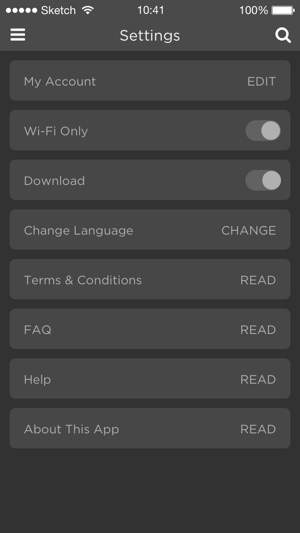 Sketch 10:41 100%
Settings
My Account EDIT
Wi-Fi Only
Download
Change Language CHANGE
Terms & Conditions READ
FAQ READ
Help READ
About This App READ